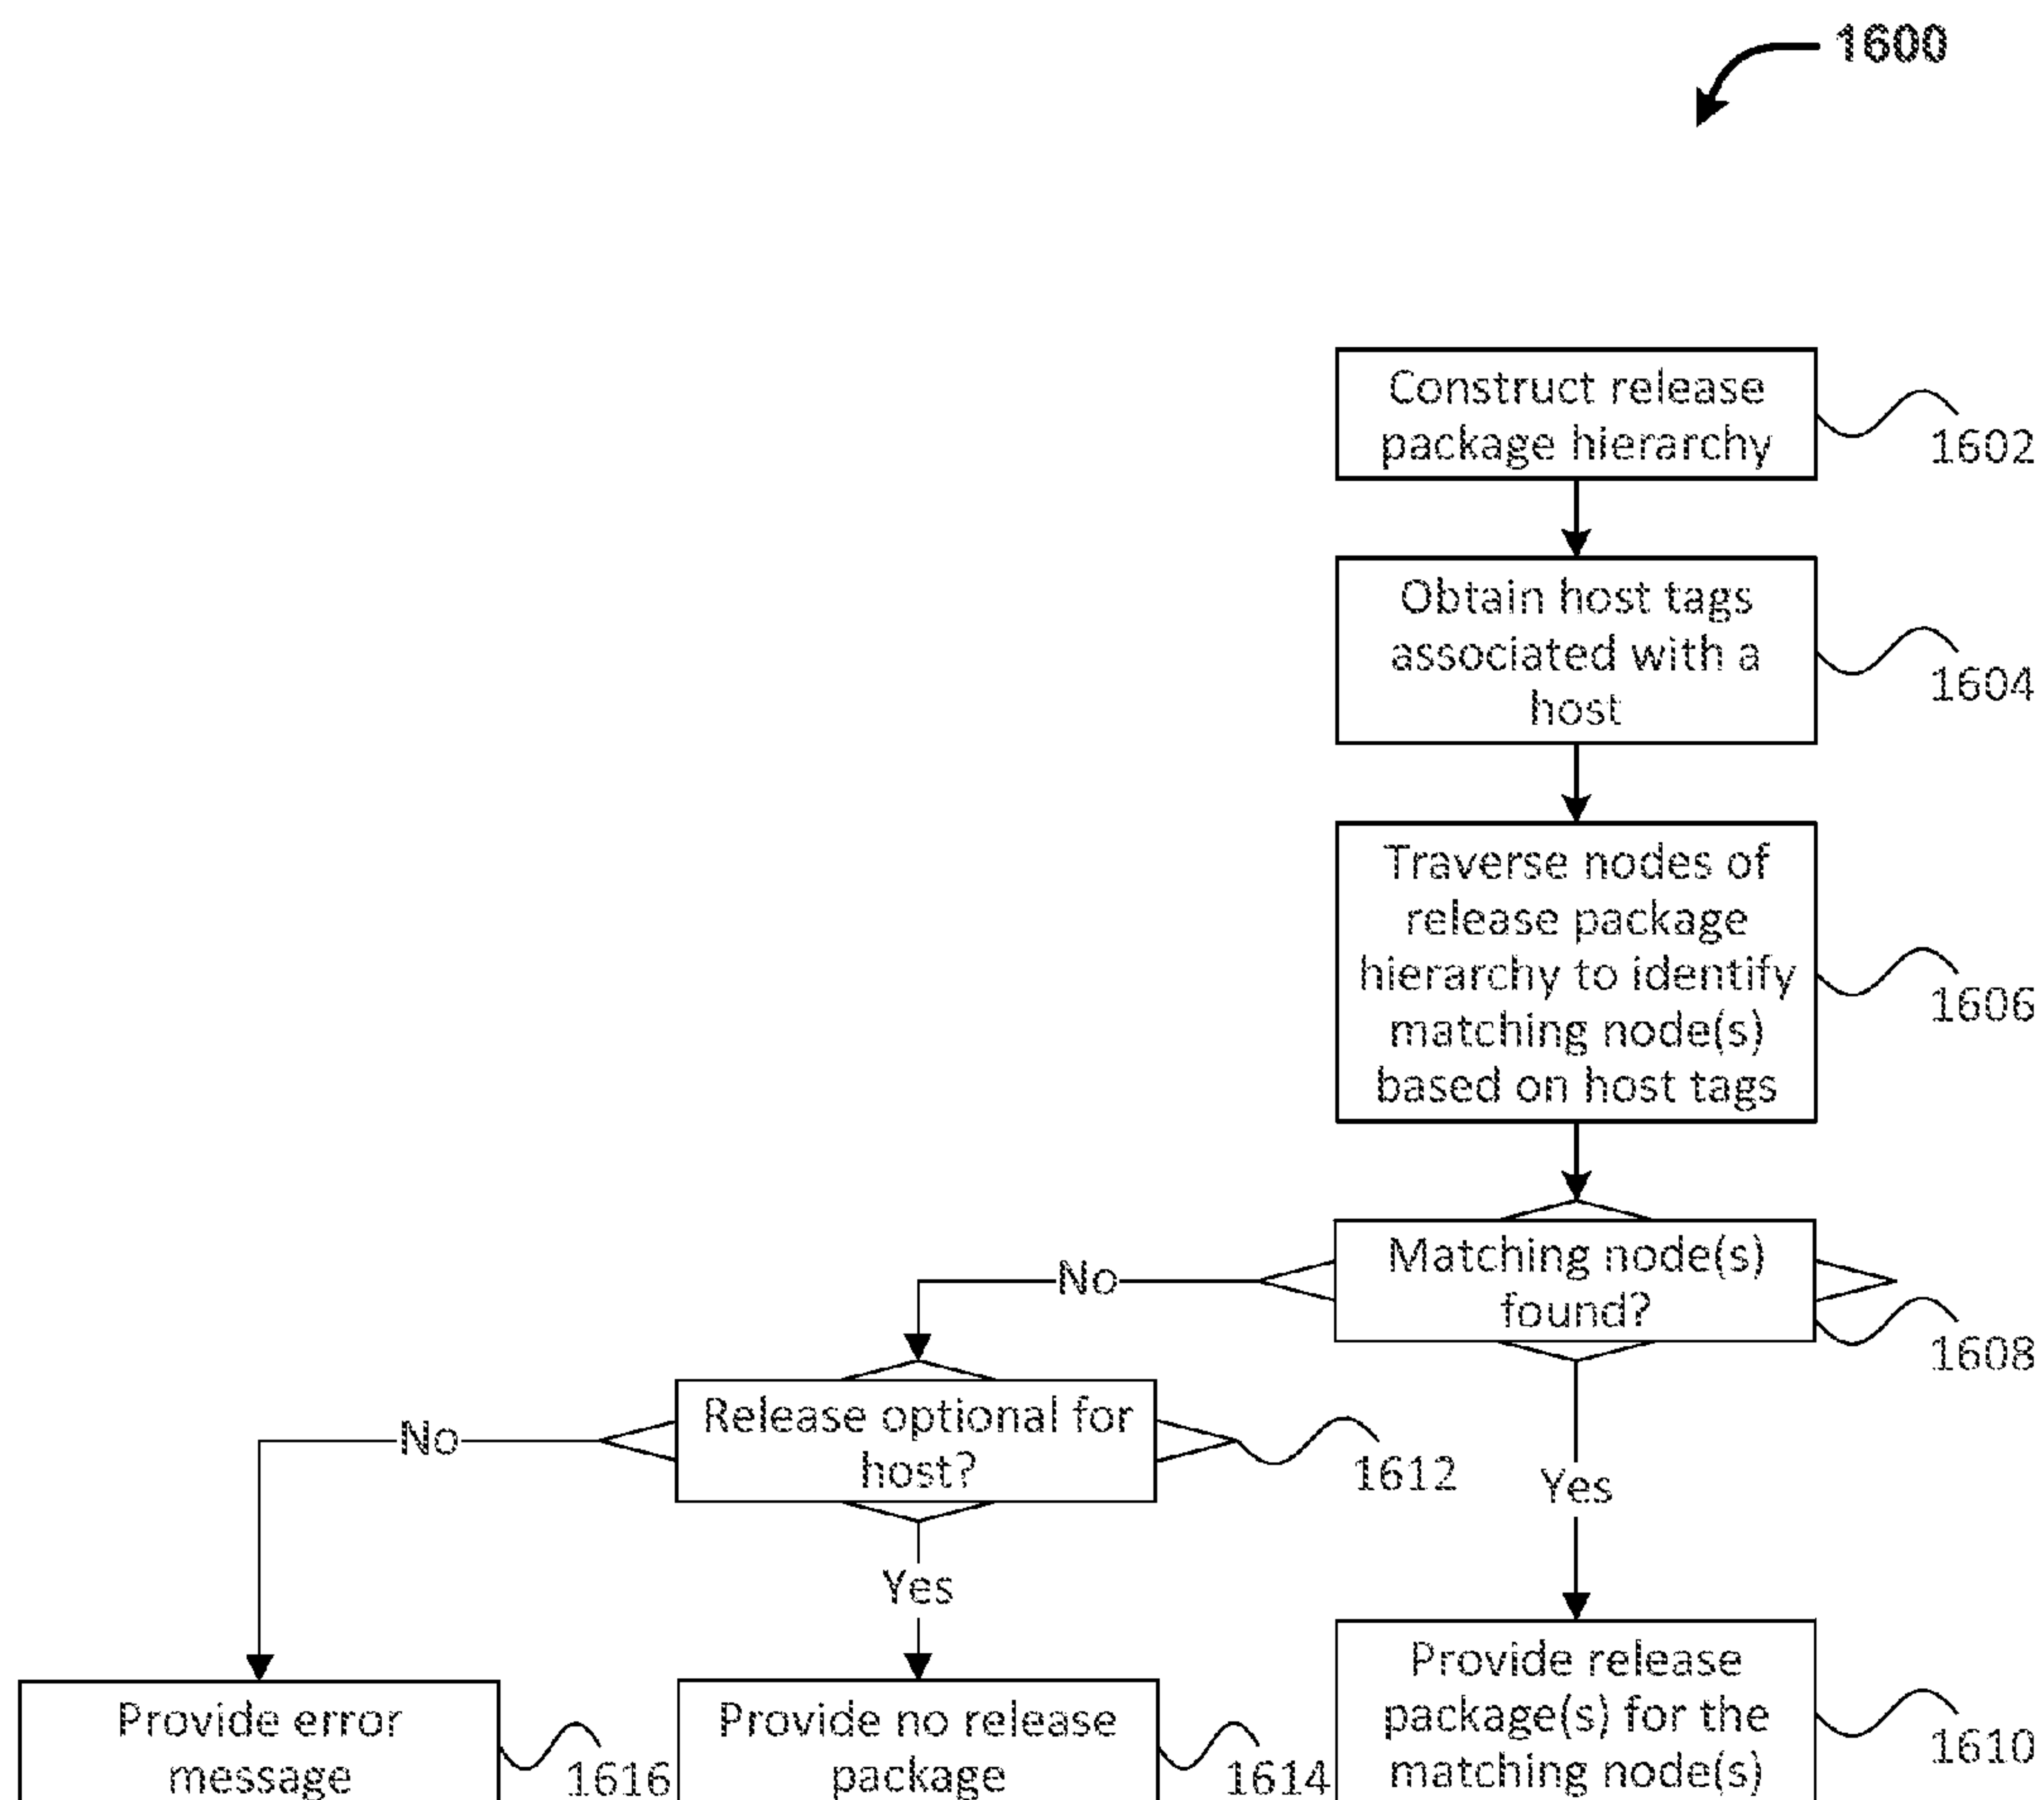 1600
Construct release
package hierarchy
1602
Obtain host tags
associated with a
host
1604
Traverse nodes of
release package
hierarchy to identify
matching node(s)
based on host tags
1606
Matching node(s)
found?
1608
No
Yes
Release optional for
host?
1612
No
Yes
Provide error
message
1616
Provide no release
package
1614
Provide release
package(s) for the
matching node(s)
1610